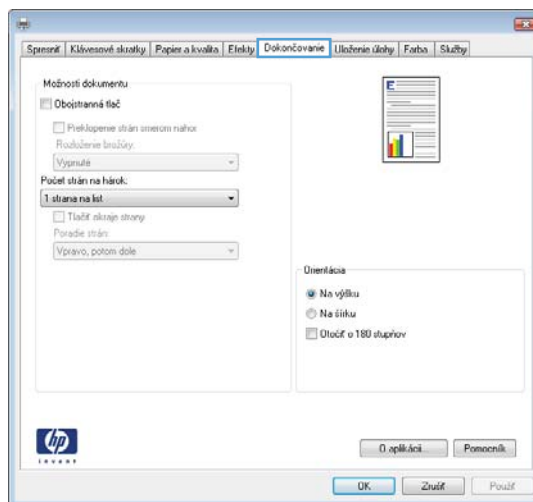 Spresniť Klávesové skratky Papier a kvalita Efekty Dokončovanie Uloženie úlohy Farba Služby
Možnosti dokumentu
Obojstranná tlač
Preklopenie strán smerom nahor
Rozloženie brožúry:
Vypnuté
Počet strán na hárok:
1 strana na list
Tlačiť okraje strany
Poradie strán:
Vpravo, potom dole
E
Orientácia
Na výšku
Na šírku
Otočiť o 180 stupňov
hp
invent
O aplikácii... Pomocník
OK Zrušiť Použiť